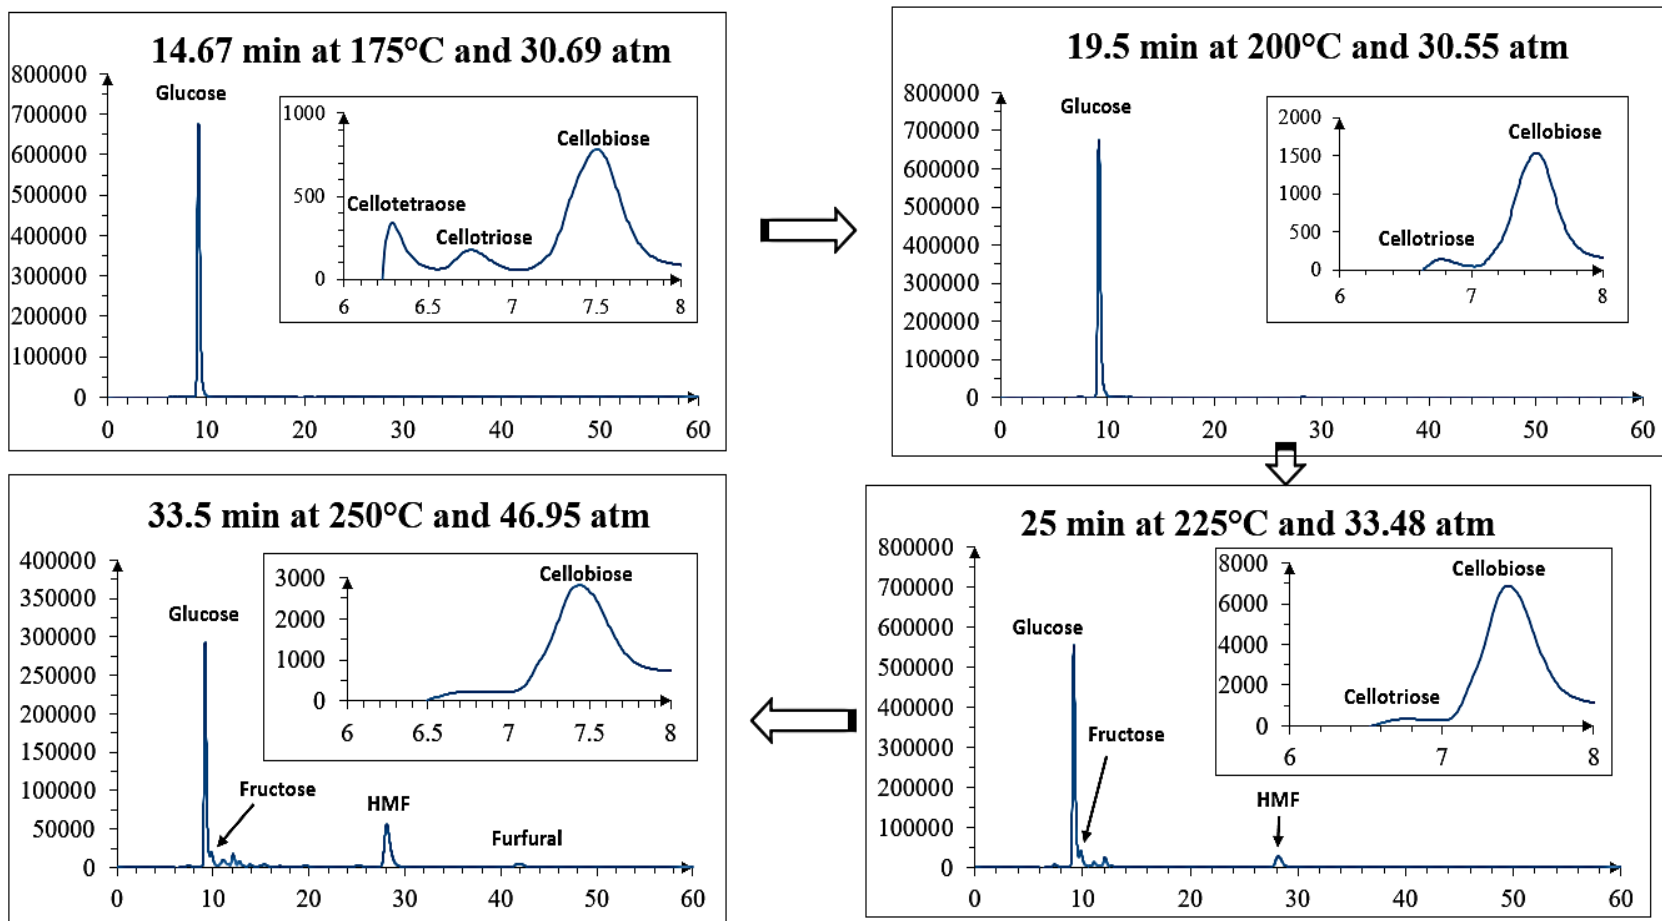 14.67 min at 175°C and 30.69 atm
800000
700000
600000
500000
400000
300000
200000
100000
0
0 10 20 30 40 50 60
Glucose
1000
500
0
6 6.5 7 7.5 8
Cellotetraose
Cellotriose
Cellobiose
19.5 min at 200°C and 30.55 atm
800000
700000
600000
500000
400000
300000
200000
100000
0
0 10 20 30 40 50 60
Glucose
2000
1500
1000
500
0
6 7 8
Cellotriose
Cellobiose
33.5 min at 250°C and 46.95 atm
400000
350000
300000
250000
200000
150000
100000
50000
0
0 10 20 30 40 50 60
Glucose
Fructose
HMF
Furfural
3000
2000
1000
0
6 6.5 7 7.5 8
Cellobiose
25 min at 225°C and 33.48 atm
800000
700000
600000
500000
400000
300000
200000
100000
0
0 10 20 30 40 50 60
Glucose
Fructose
HMF
8000
6000
4000
2000
0
6 7 8
Cellotriose
Cellobiose